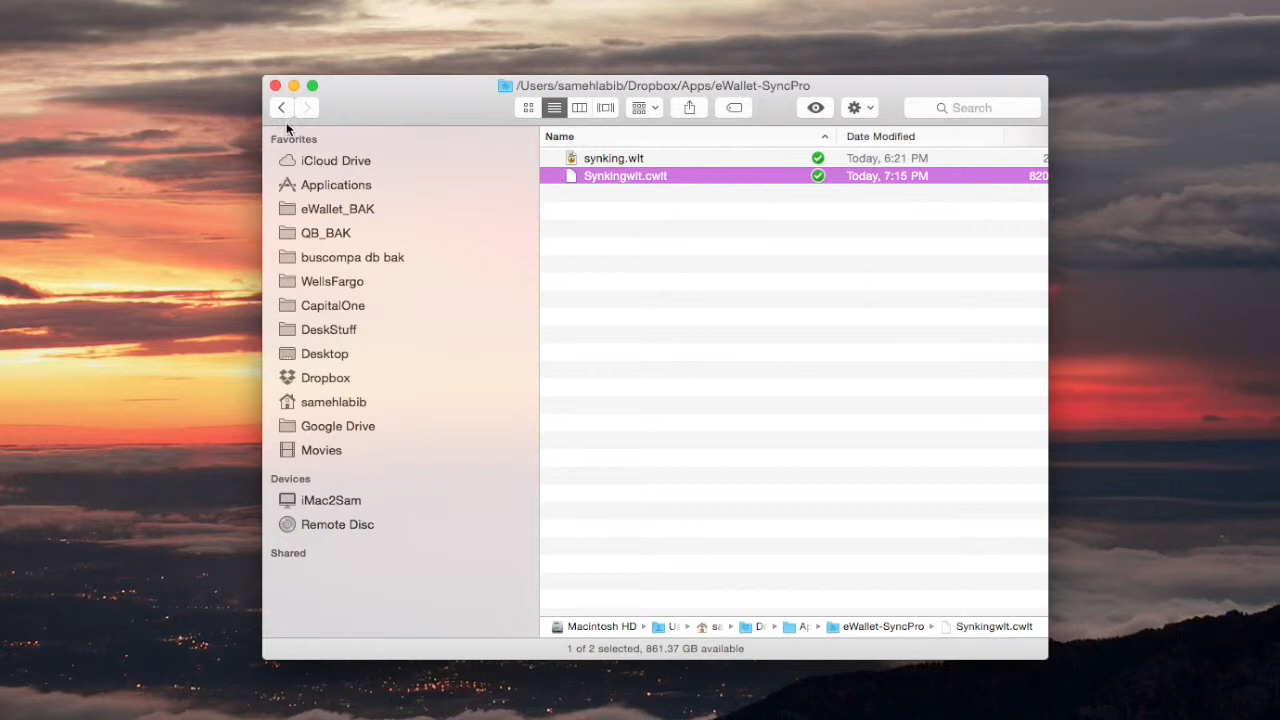 /Users/samehlabib/Dropbox/Apps/eWallet-SyncPro
Search
Favorites
iCloud Drive
Applications
eWallet_BAK
QB_BAK
buscompa db bak
WellsFargo
CapitalOne
DeskStuff
Desktop
Dropbox
samehlabib
Google Drive
Movies
Devices
iMac2Sam
Remote Disc
Shared
Name Date Modified
synking.wlt Today, 6:21 PM 2
Synkingwlt.cwlt Today, 7:15 PM 820
Macintosh HD eWallet-SyncPro Synkingwlt.cwlt
1 of 2 selected, 861.37 GB available